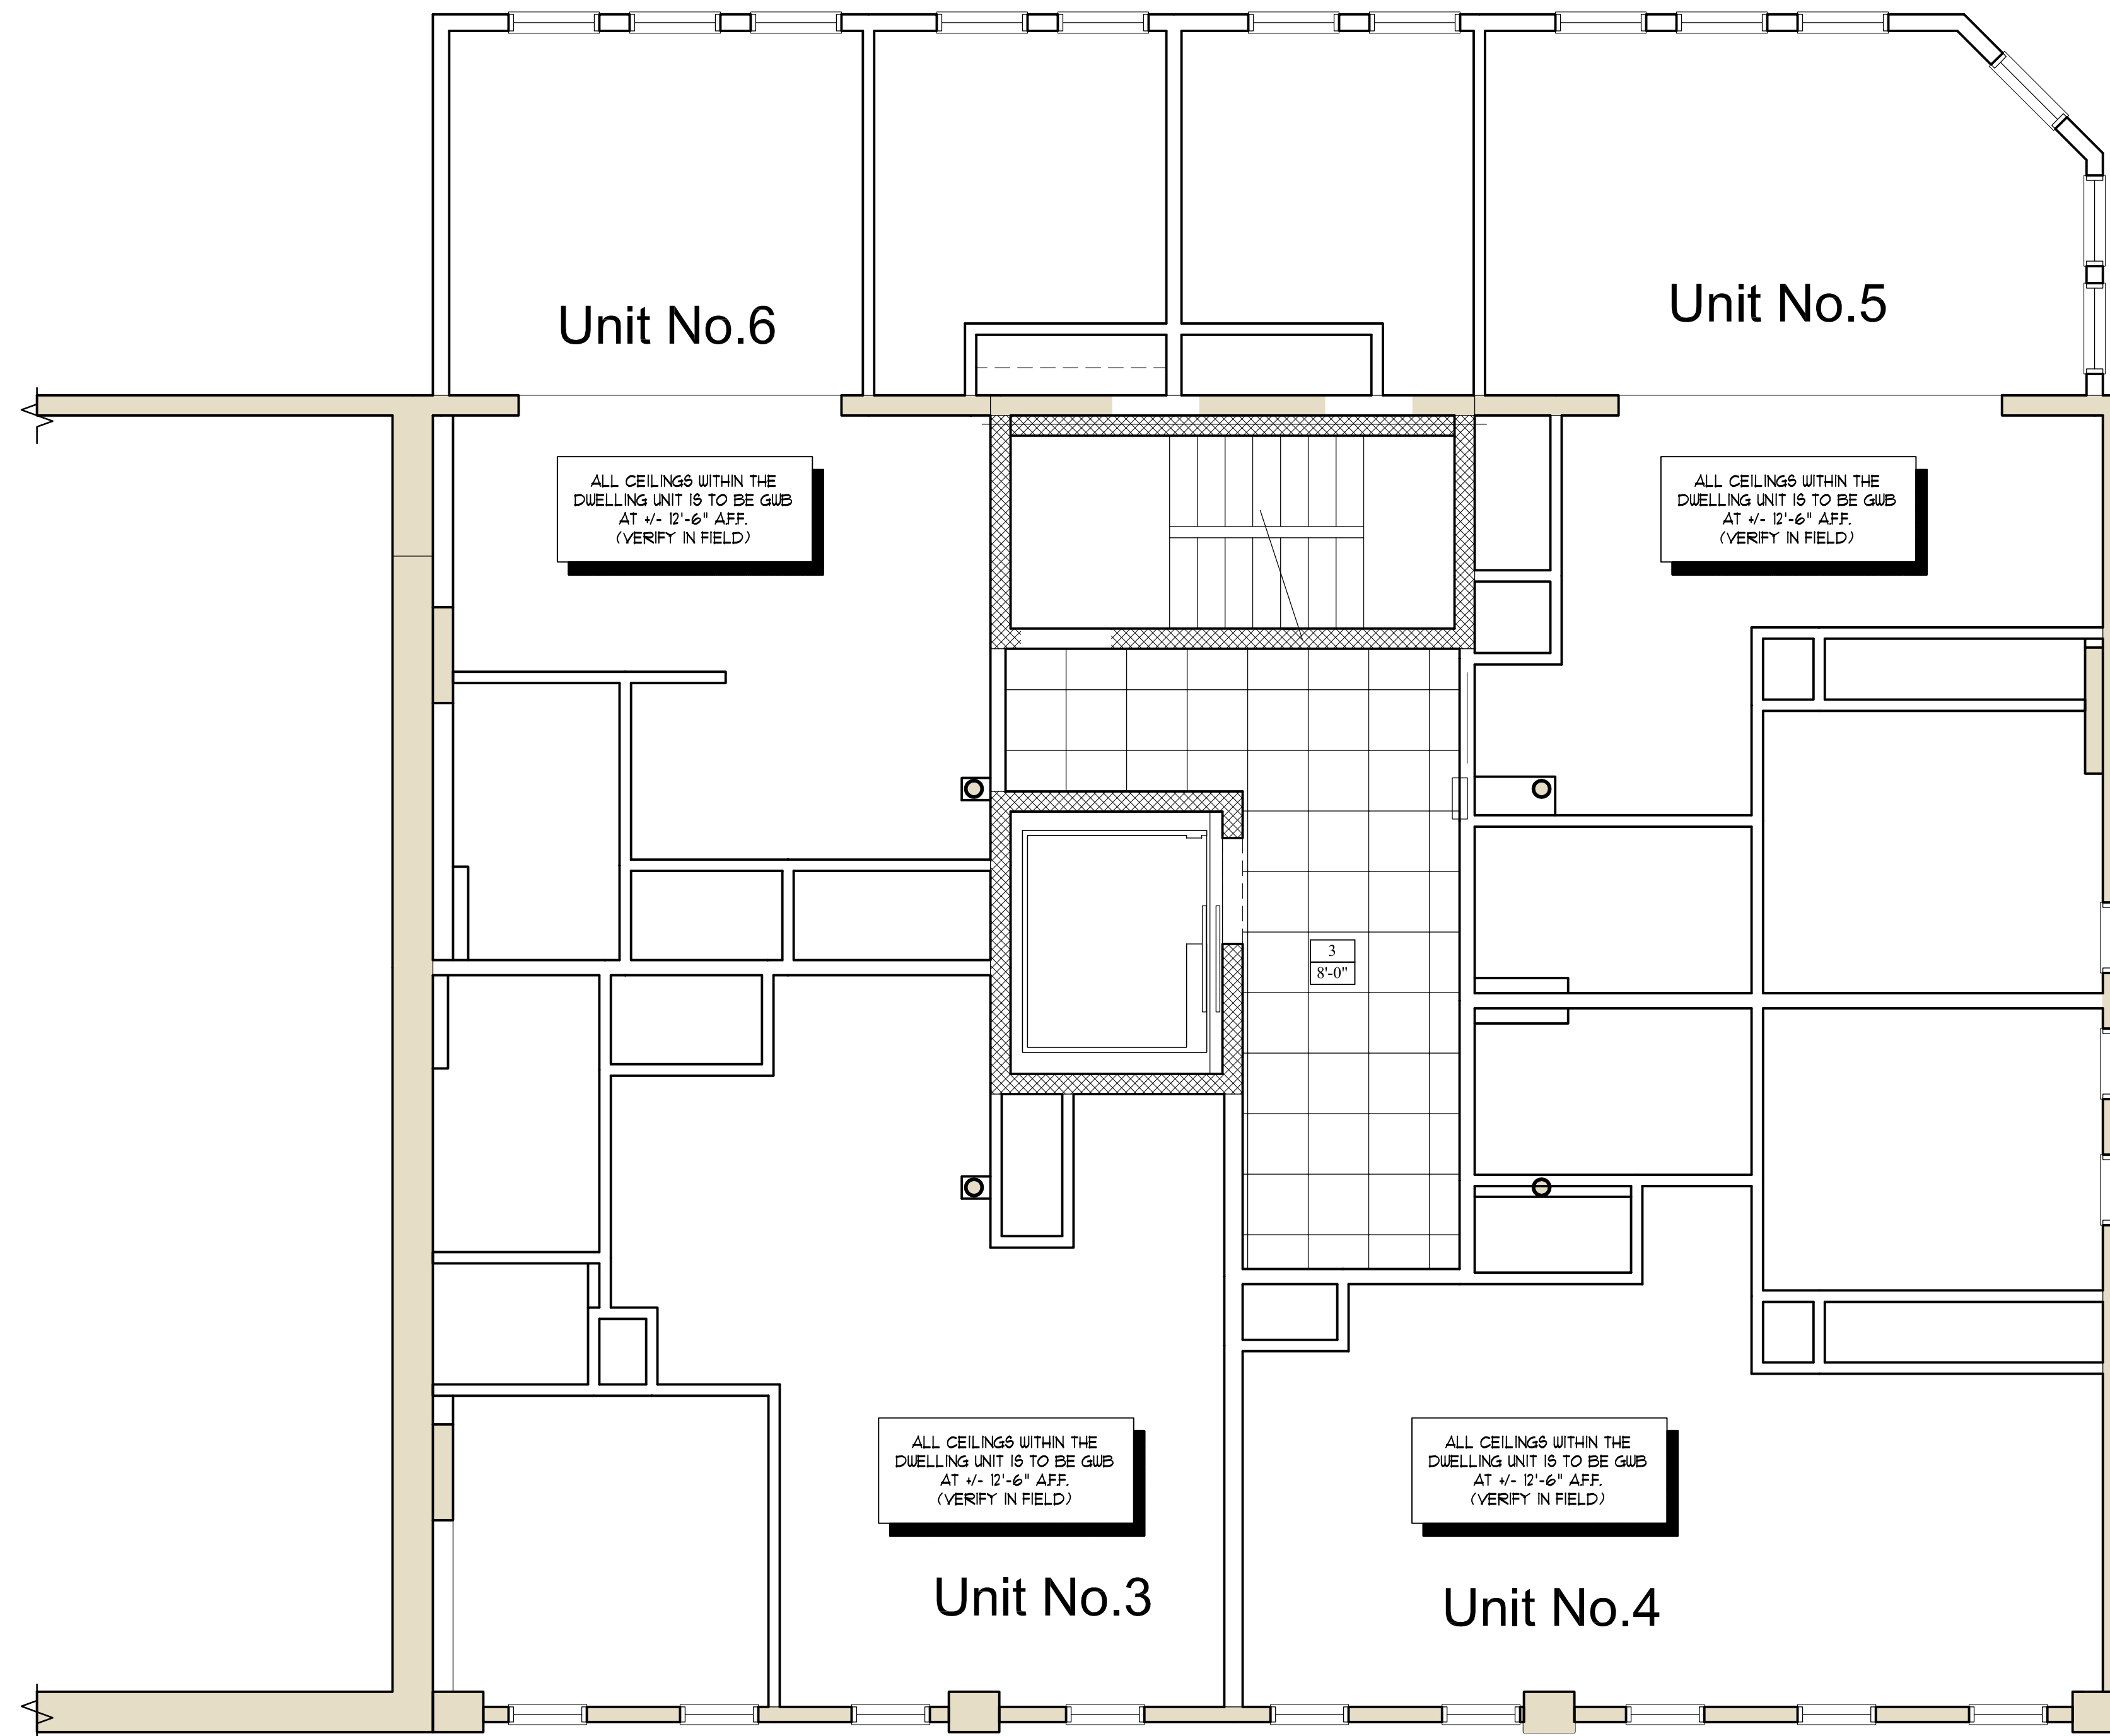 Unit No.6
Unit No.5
ALL CEILINGS WITHIN THE
DWELLING UNIT IS TO BE GWB
AT +/- 12'-6" A.F.F.
(VERIFY IN FIELD)
ALL CEILINGS WITHIN THE
DWELLING UNIT IS TO BE GWB
AT +/- 12'-6" A.F.F.
(VERIFY IN FIELD)
3
8'-0"
ALL CEILINGS WITHIN THE
DWELLING UNIT IS TO BE GWB
AT +/- 12'-6" A.F.F.
(VERIFY IN FIELD)
ALL CEILINGS WITHIN THE
DWELLING UNIT IS TO BE GWB
AT +/- 12'-6" A.F.F.
(VERIFY IN FIELD)
Unit No.3
Unit No.4